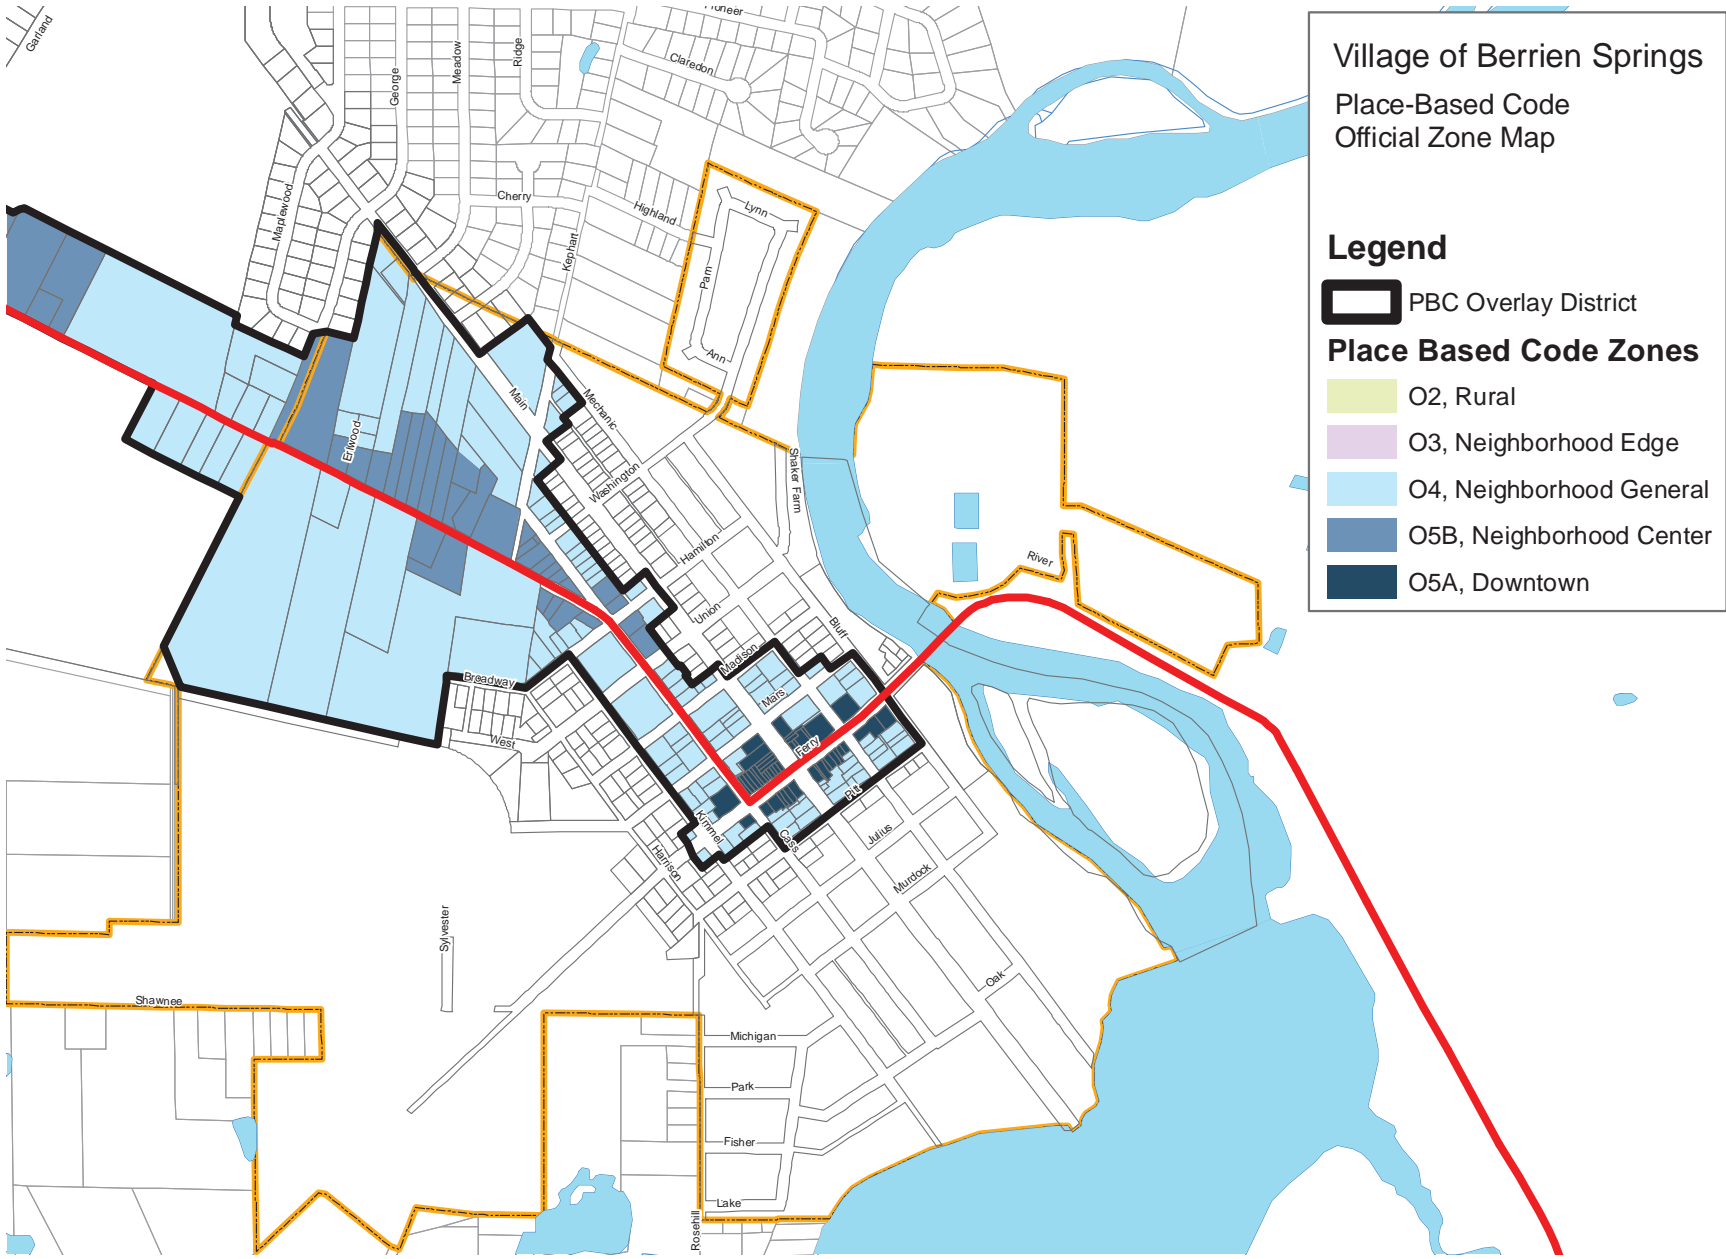 Village of Berrien Springs
Place-Based Code
Official Zone Map
Legend
PBC Overlay District
Place Based Code Zones
O2, Rural
O3, Neighborhood Edge
O4, Neighborhood General
O5B, Neighborhood Center
O5A, Downtown
Garland
Pioneer
George
Meadow
Ridge
Claredon
Maplewood
Cherry
Highland
Lynn
Kephart
Pam
Ann
Main
Mechanic
Erlwood
Washington
Shaker Farm
Hamilton
River
Union
Bluff
Madison
Broadway
Mars
West
Ferry
Pitt
Kimmel
Cass
Julius
Harrison
Murdock
Sylvester
Oak
Shawnee
Michigan
Park
Fisher
Lake
Rosehill